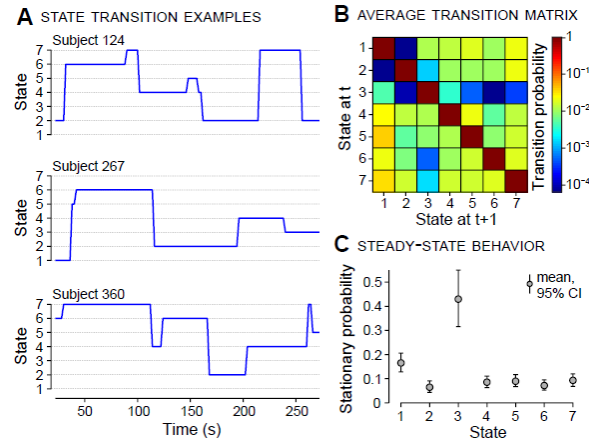 A STATE TRANSITION EXAMPLES
Subject 124
7
6
5
4
3
2
1
Subject 267
7
6
5
4
3
2
1
State
Subject 360
7
6
5
4
3
2
1
State
State
50 100 150 200 250
Time (s)
B AVERAGE TRANSITION MATRIX
1
2
3
4
5
6
7
State at t
1 2 3 4 5 6 7
State at t+1
Transition probability
1
10⁻¹
10⁻²
10⁻³
10⁻⁴
C STEADY-STATE BEHAVIOR
Stationary probability
0.5
0.4
0.3
0.2
0.1
0
mean,
95% CI
1 2 3 4 5 6 7
State